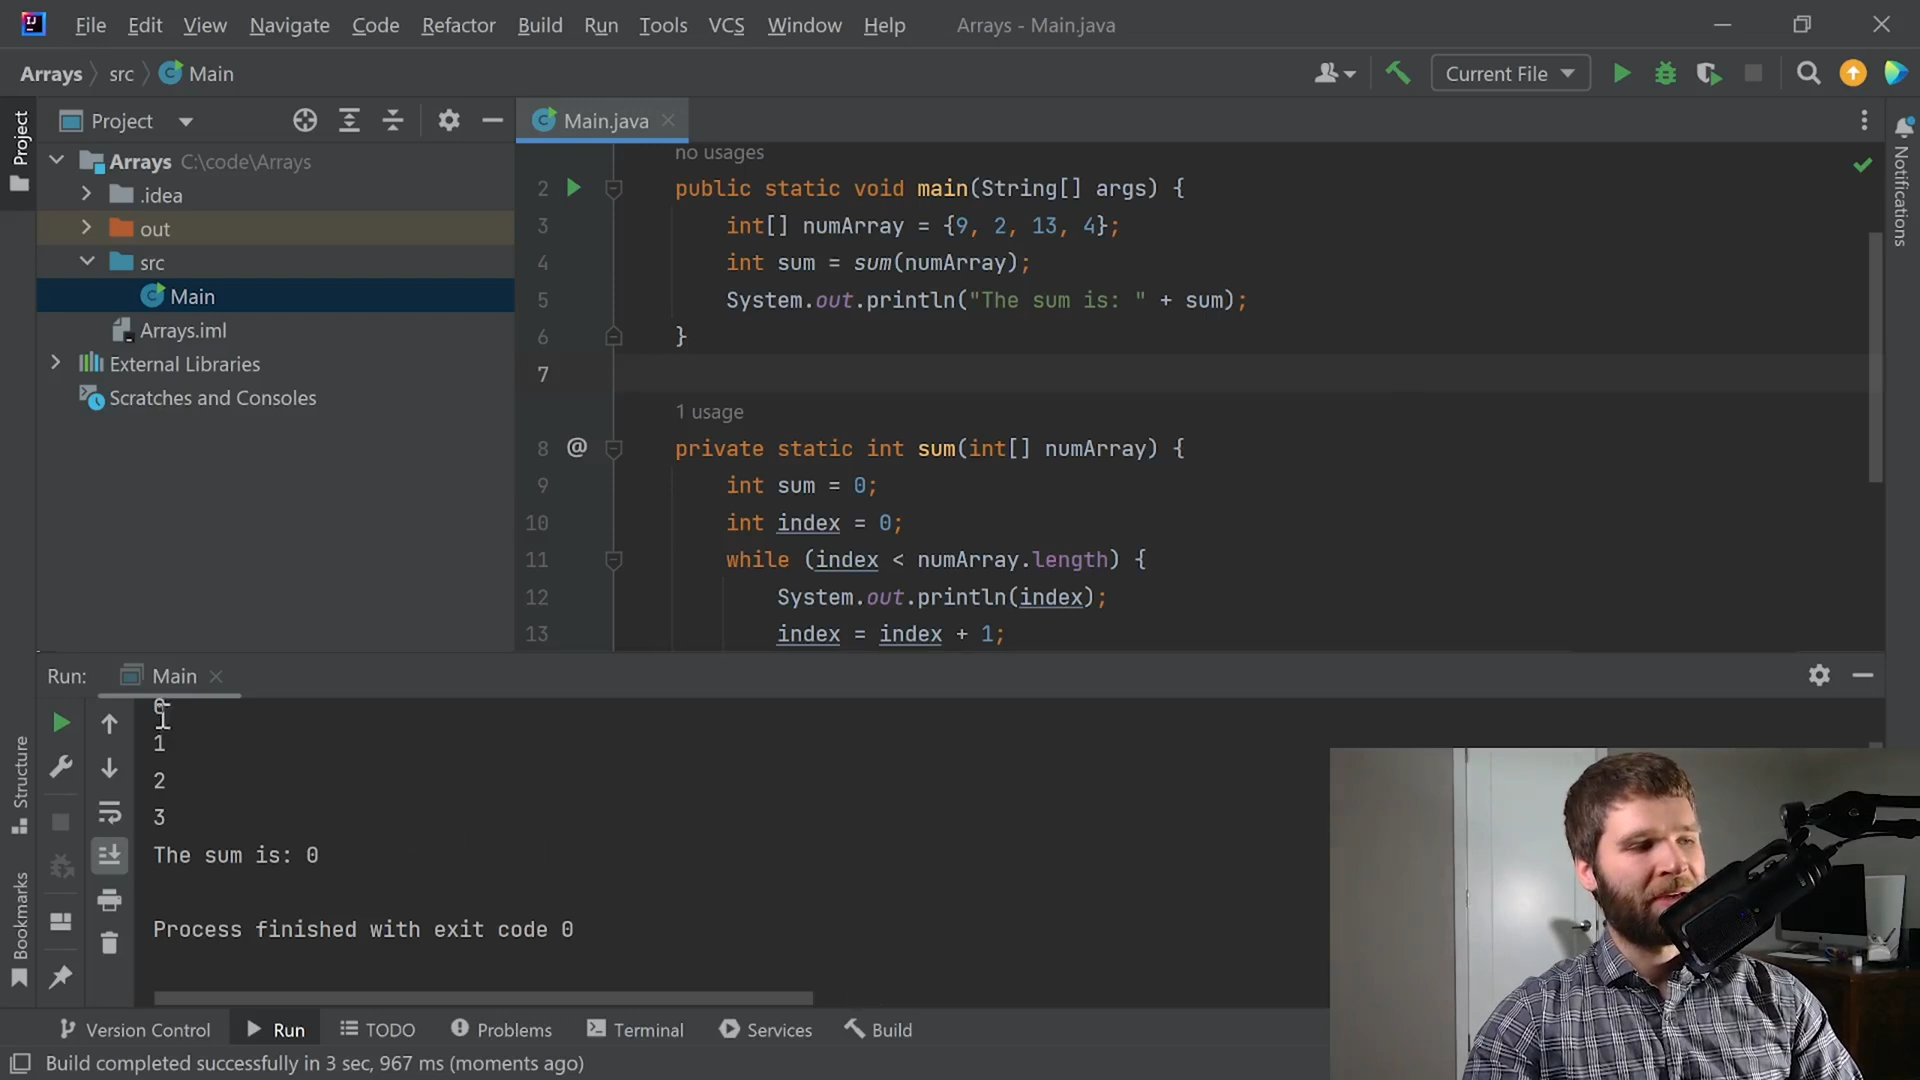 File Edit View Navigate Code Refactor Build Run Tools VCS Window Help Arrays - Main.java
Arrays src Main Current File
Project Main.java
Project
Arrays C:\code\Arrays
.idea
out
src
Main
Arrays.iml
External Libraries
Scratches and Consoles
no usages
2 public static void main(String[] args) {
3 int[] numArray = {9, 2, 13, 4};
4 int sum = sum(numArray);
5 System.out.println("The sum is: " + sum);
6 }
7
1 usage
8 @ private static int sum(int[] numArray) {
9 int sum = 0;
10 int index = 0;
11 while (index < numArray.length) {
12 System.out.println(index);
13 index = index + 1;
Notifications
Run: Main
0
1
2
3
The sum is: 0
Process finished with exit code 0
Structure
Bookmarks
Version Control Run TODO Problems Terminal Services Build
Build completed successfully in 3 sec, 967 ms (moments ago)